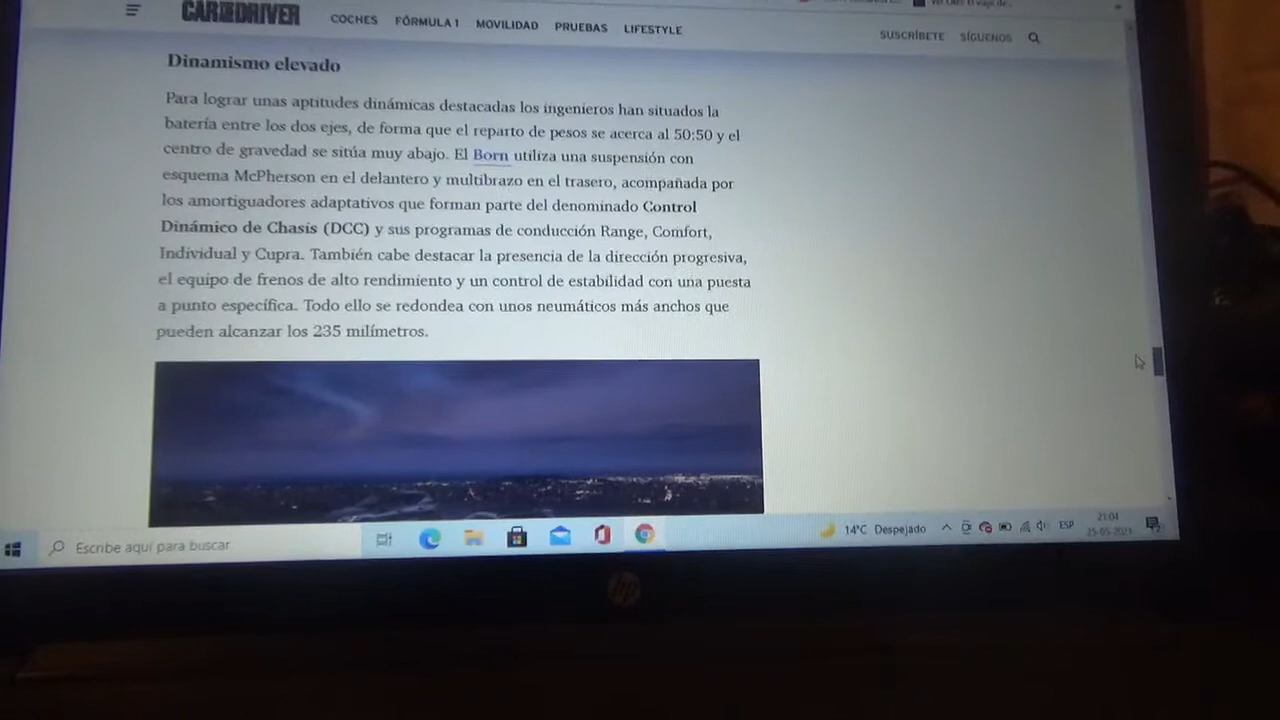 CAR AND DRIVER
COCHES FÓRMULA 1 MOVILIDAD PRUEBAS LIFESTYLE
SUSCRÍBETE SÍGUENOS
Dinamismo elevado
Para lograr unas aptitudes dinámicas destacadas los ingenieros han situados la
batería entre los dos ejes, de forma que el reparto de pesos se acerca al 50:50 y el
centro de gravedad se sitúa muy abajo. El Born utiliza una suspensión con
esquema McPherson en el delantero y multibrazo en el trasero, acompañada por
los amortiguadores adaptativos que forman parte del denominado Control
Dinámico de Chasis (DCC) y sus programas de conducción Range, Comfort,
Individual y Cupra. También cabe destacar la presencia de la dirección progresiva,
el equipo de frenos de alto rendimiento y un control de estabilidad con una puesta
a punto específica. Todo ello se redondea con unos neumáticos más anchos que
pueden alcanzar los 235 milímetros.
Escribe aquí para buscar
14°C Despejado
ESP
21:04
hp